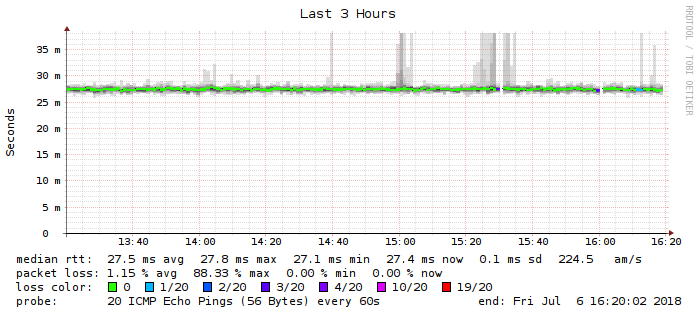 Last 3 Hours
RRDTOOL / TOBI OETIKER
Seconds
35 m
30 m
25 m
20 m
15 m
10 m
5 m
0
13:40 14:00 14:20 14:40 15:00 15:20 15:40 16:00 16:20
median rtt: 27.5 ms avg 27.8 ms max 27.1 ms min 27.4 ms now 0.1 ms sd 224.5 am/s
packet loss: 1.15 % avg 88.33 % max 0.00 % min 0.00 % now
loss color: 0 1/20 2/20 3/20 4/20 10/20 19/20
probe: 20 ICMP Echo Pings (56 Bytes) every 60s end: Fri Jul 6 16:20:02 2018